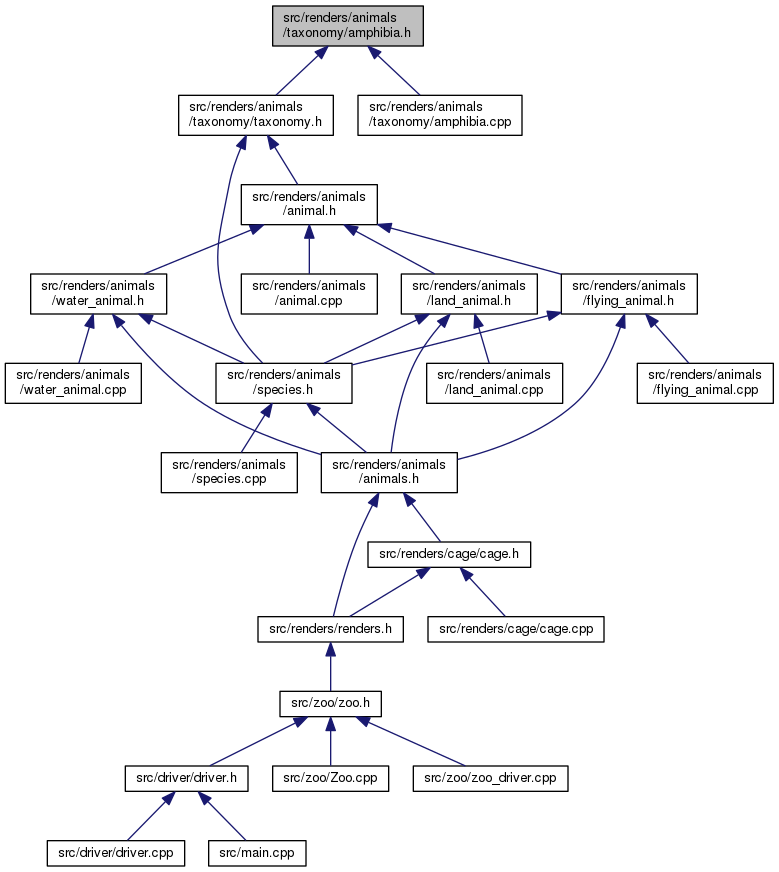 src/renders/animals
/taxonomy/amphibia.h
src/renders/animals
/taxonomy/taxonomy.h
src/renders/animals
/taxonomy/amphibia.cpp
src/renders/animals
/animal.h
src/renders/animals
/water_animal.h
src/renders/animals
/animal.cpp
src/renders/animals
/land_animal.h
src/renders/animals
/flying_animal.h
src/renders/animals
/water_animal.cpp
src/renders/animals
/species.h
src/renders/animals
/land_animal.cpp
src/renders/animals
/flying_animal.cpp
src/renders/animals
/species.cpp
src/renders/animals
/animals.h
src/renders/cage/cage.h
src/renders/renders.h
src/renders/cage/cage.cpp
src/zoo/zoo.h
src/driver/driver.h
src/zoo/Zoo.cpp
src/zoo/zoo_driver.cpp
src/driver/driver.cpp
src/main.cpp